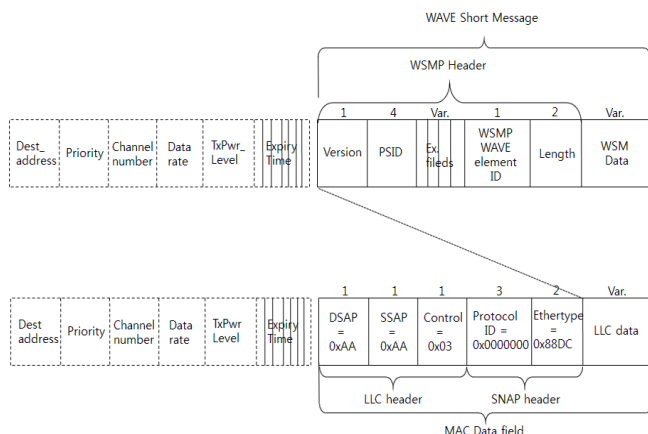 WAVE Short Message
WSMP Header
1 4 Var. 1 2 Var.
Dest_
address
Priority
Channel
number
Data
rate
TxPwr_
Level
Expiry
Time
Version
PSID
Ex.
fileds
WSMP
WAVE
element
ID
Length
WSM
Data
1 1 1 3 2 Var.
Dest
address
Priority
Channel
number
Data
rate
TxPwr
Level
Expiry
Time
DSAP
=
0xAA
SSAP
=
0xAA
Control
=
0x03
Protocol
ID =
0x0000000
Ethertype
=
0x88DC
LLC data
LLC header
SNAP header
MAC Data field